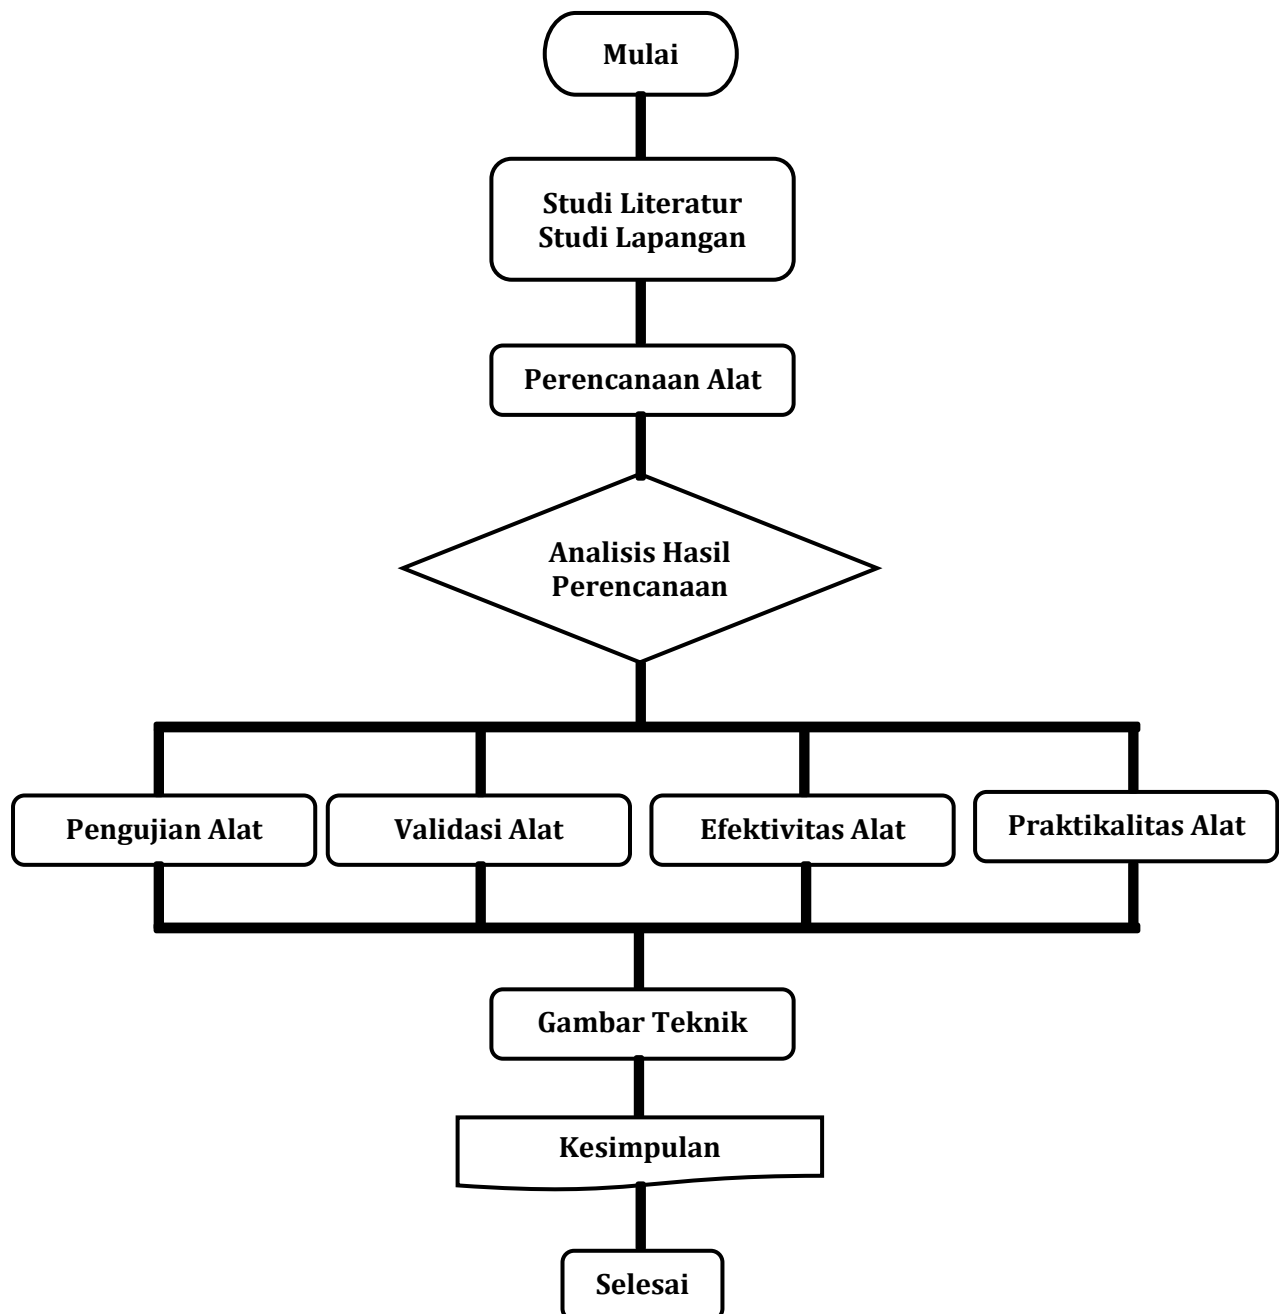 Mulai
Studi Literatur
Studi Lapangan
Perencanaan Alat
Analisis Hasil
Perencanaan
Pengujian Alat
Validasi Alat
Efektivitas Alat
Praktikalitas Alat
Gambar Teknik
Kesimpulan
Selesai